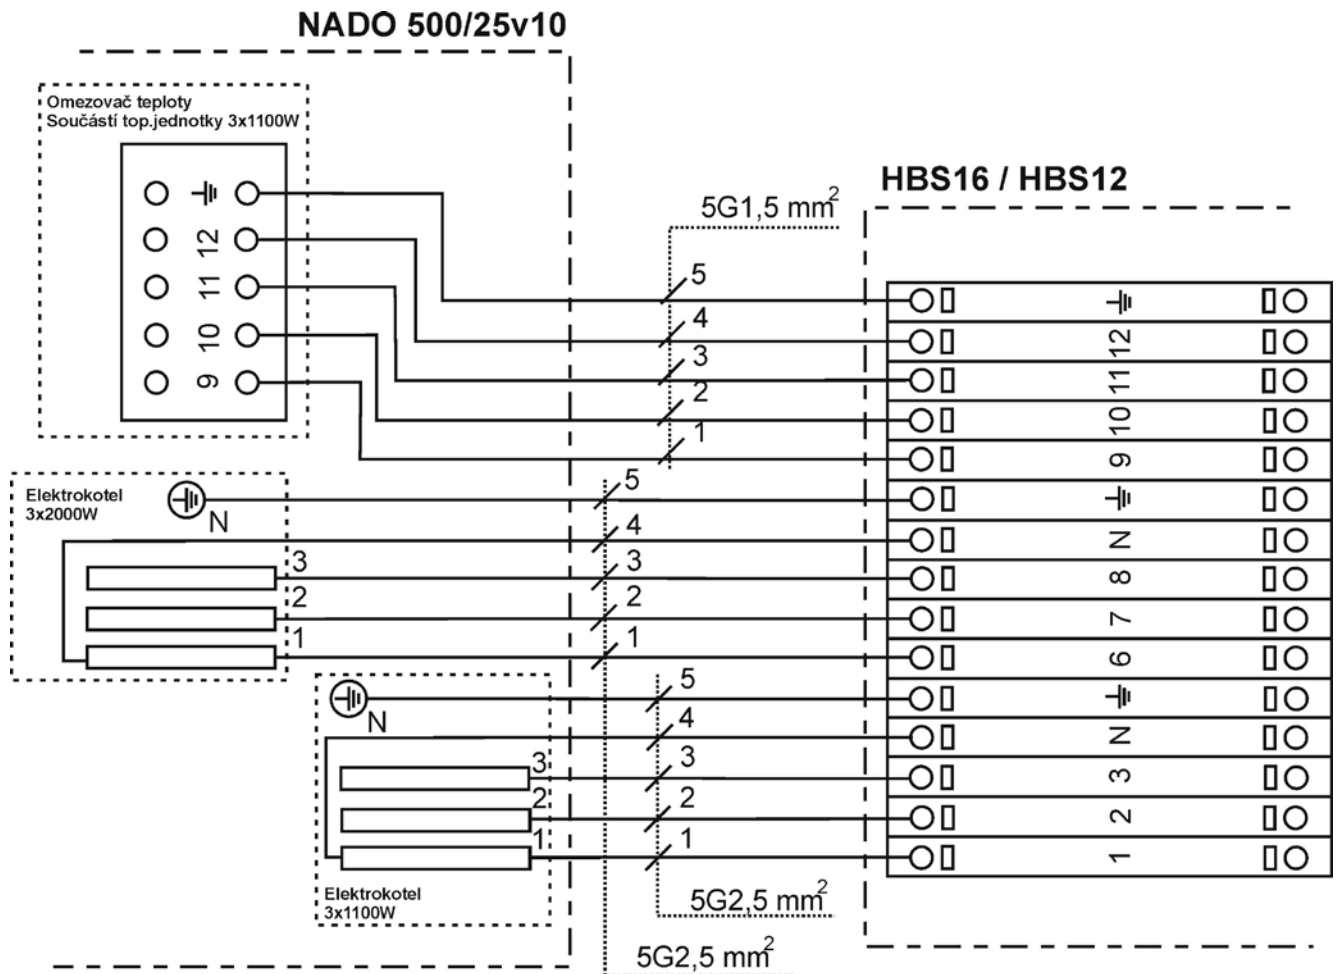 NADO 500/25v10
Omezovač teploty
Součástí top.jednotky 3x1100W
12
11
10
9
HBS16 / HBS12
5G1,5 mm²
5
4
3
2
1
12
11
10
9
N
8
7
6
N
3
2
1
Elektrokotel
3x2000W
N
3
2
1
5
4
3
2
1
N
3
2
1
Elektrokotel
3x1100W
5
4
3
2
1
5G2,5 mm²
5G2,5 mm²